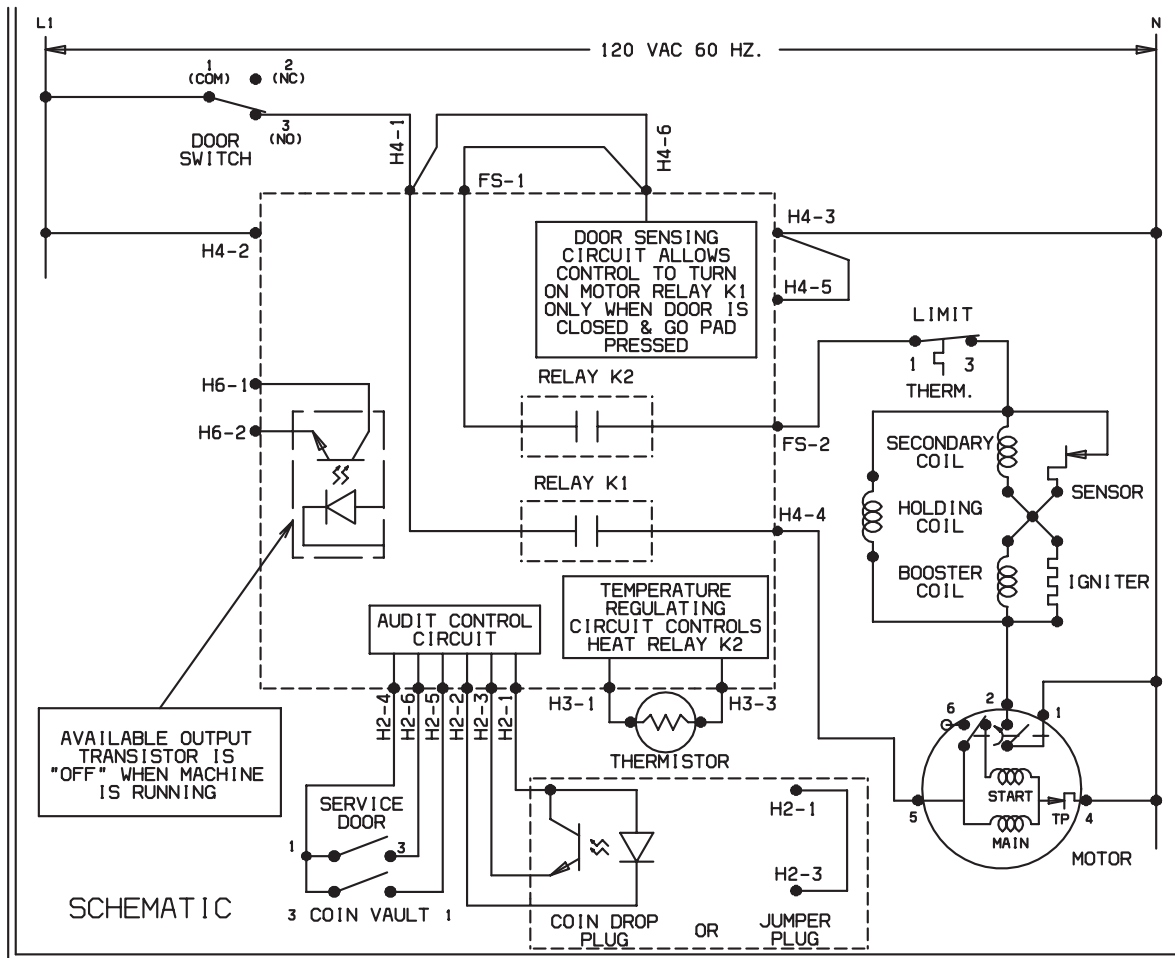 L1
N
120 VAC 60 HZ.
1
(COM)
2
(NC)
3
(NO)
DOOR
SWITCH
H4-1
H4-6
FS-1
H4-2
H4-3
H4-5
DOOR SENSING
CIRCUIT ALLOWS
CONTROL TO TURN
ON MOTOR RELAY K1
ONLY WHEN DOOR IS
CLOSED & GO PAD
PRESSED
LIMIT
1
3
THERM.
RELAY K2
H6-1
H6-2
FS-2
SECONDARY
COIL
SENSOR
RELAY K1
H4-4
HOLDING
COIL
BOOSTER
COIL
IGNITER
AUDIT CONTROL
CIRCUIT
TEMPERATURE
REGULATING
CIRCUIT CONTROLS
HEAT RELAY K2
H2-4
H2-6
H2-5
H2-2
H2-3
H2-1
H3-1
H3-3
THERMISTOR
AVAILABLE OUTPUT
TRANSISTOR IS
"OFF" WHEN MACHINE
IS RUNNING
6
2
1
START
5
TP
4
MAIN
MOTOR
SERVICE
DOOR
1
3
3 COIN VAULT 1
H2-1
H2-3
COIN DROP
PLUG
OR
JUMPER
PLUG
SCHEMATIC